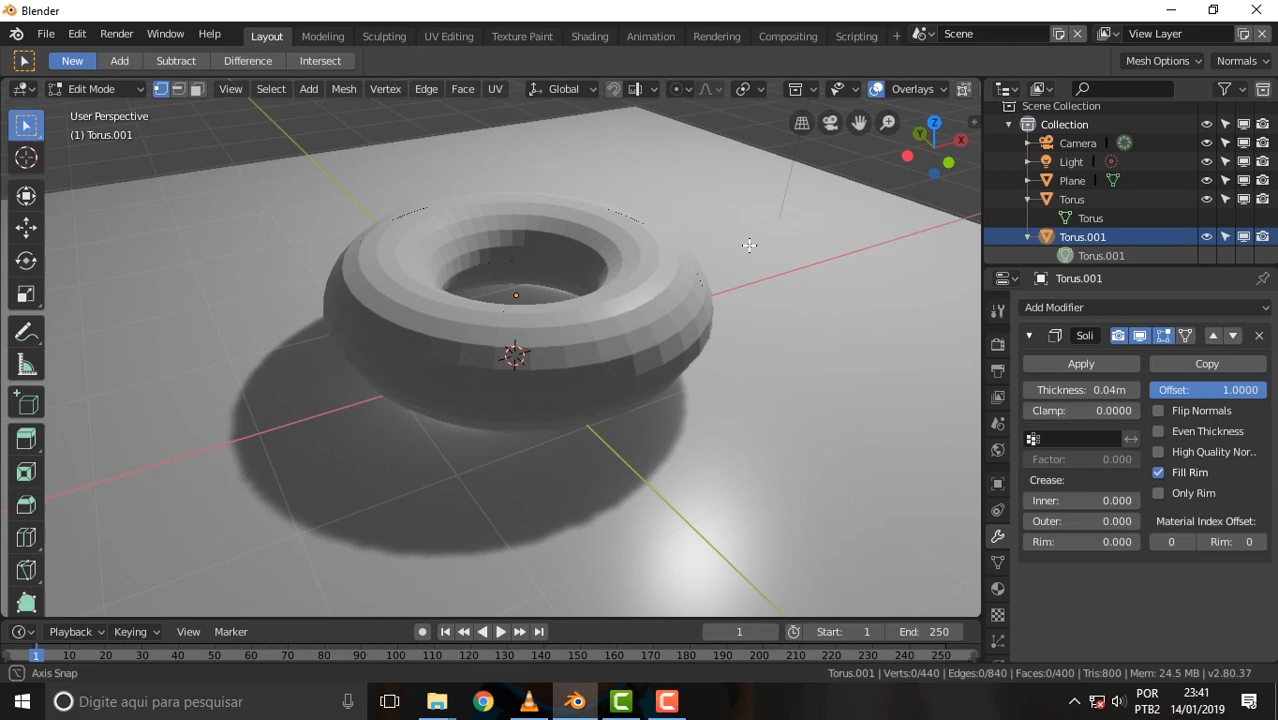 Blender
File Edit Render Window Help
Layout Modeling Sculpting UV Editing Texture Paint Shading Animation Rendering Compositing Scripting +
Scene
View Layer
New Add Subtract Difference Intersect
Mesh Options Normals
Edit Mode View Select Add Mesh Vertex Edge Face UV Global Overlays
User Perspective
(1) Torus.001
Z
Y
X
Scene Collection
Collection
Camera
Light
Plane
Torus
Torus
Torus.001
Torus.001
Torus.001
Add Modifier
Soli
Apply Copy
Thickness: 0.04m Offset: 1.0000
Clamp: 0.0000 Flip Normals
Even Thickness
Factor: 0.000 High Quality Nor..
Crease: Fill Rim
Inner: 0.000 Only Rim
Outer: 0.000 Material Index Offset:
Rim: 0.000 0 Rim: 0
Playback Keying View Marker 1 Start: 1 End: 250
1 10 20 30 40 50 60 70 80 90 100 110 120 130 140 150 160 170 180 190 200 210 220 230 240 250
Axis Snap
Torus.001 | Verts:0/440 | Edges:0/840 | Faces:0/400 | Tris:800 | Mem: 24.5 MB | v2.80.37
Digite aqui para pesquisar
POR
PTB2
23:41
14/01/2019